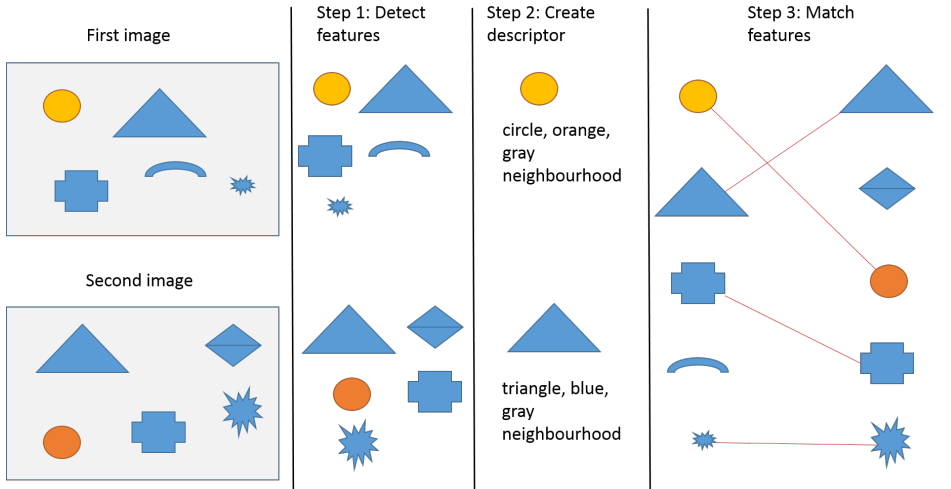 First image
Step 1: Detect
features
Step 2: Create
descriptor
circle, orange,
gray
neighbourhood
Step 3: Match
features
Second image
triangle, blue,
gray
neighbourhood